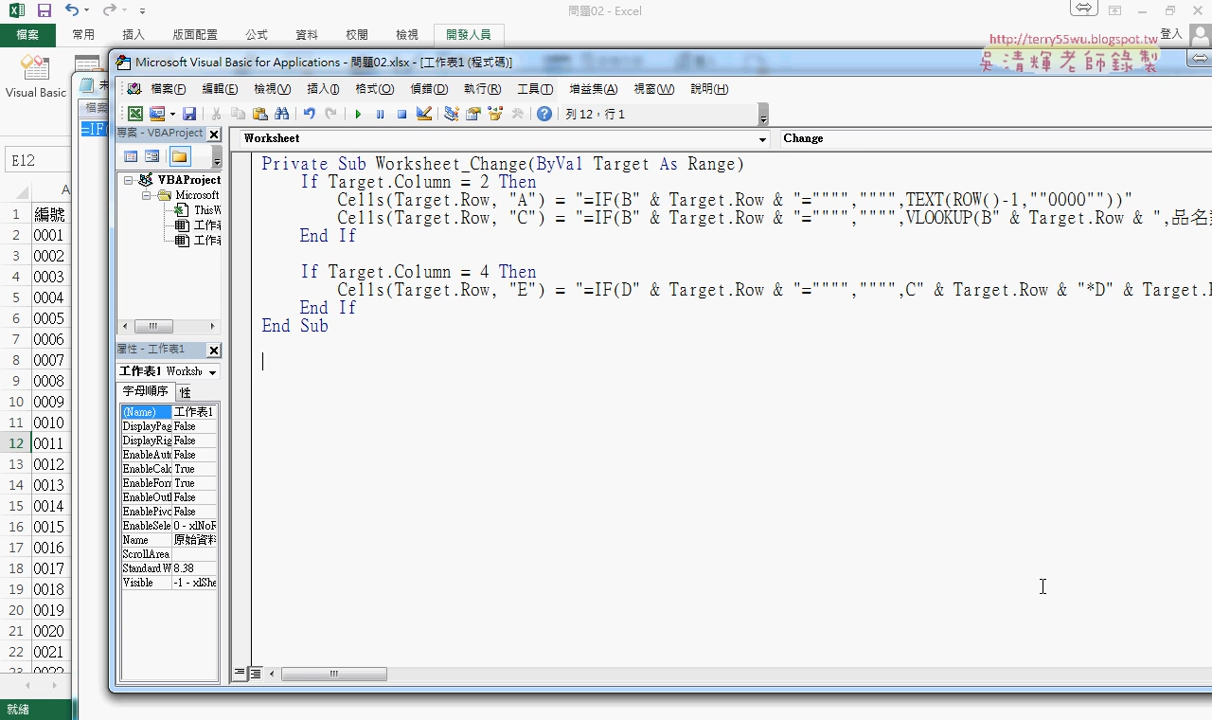 問題02 - Excel
檔案 常用 插入 版面配置 公式 資料 校閱 檢視 開發人員 登入
http://terry55wu.blogspot.tw
吳清輝老師錄製
Visual Basic
Microsoft Visual Basic for Applications - 問題02.xlsx - [工作表1 (程式碼)]
檔案(F) 編輯(E) 檢視(V) 插入(I) 格式(O) 偵錯(D) 執行(R) 工具(T) 增益集(A) 視窗(W) 說明(H)
列 12，行 1
=IF(
專案 - VBAProject
Worksheet Change
VBAProject
Microsoft
ThisW
工作
工作
Private Sub Worksheet_Change(ByVal Target As Range)
If Target.Column = 2 Then
Cells(Target.Row, "A") = "=IF(B" & Target.Row & "="""","""",TEXT(ROW()-1,""0000""))"
Cells(Target.Row, "C") = "=IF(B" & Target.Row & "="""","""",VLOOKUP(B" & Target.Row & ",品名
End If
If Target.Column = 4 Then
Cells(Target.Row, "E") = "=IF(D" & Target.Row & "="""","""",C" & Target.Row & "*D" & Target.
End If
End Sub
屬性 - 工作表1
工作表1 Worksh
字母順序 性
(Name) 工作表1
DisplayPag False
DisplayRig False
EnableAut False
EnableCalc True
EnableForr True
EnableOutl False
EnablePivc False
EnableSele 0 - xlNoR
Name 原始資料
ScrollArea
Standard W 8.38
Visible -1 - xlShe
E12
A
1 編號
2 0001
3 0002
4 0003
5 0004
6 0005
7 0006
8 0007
9 0008
10 0009
11 0010
12 0011
13 0012
14 0013
15 0014
16 0015
17 0016
18 0017
19 0018
20 0019
21 0020
22 0021
23 0022
就緒